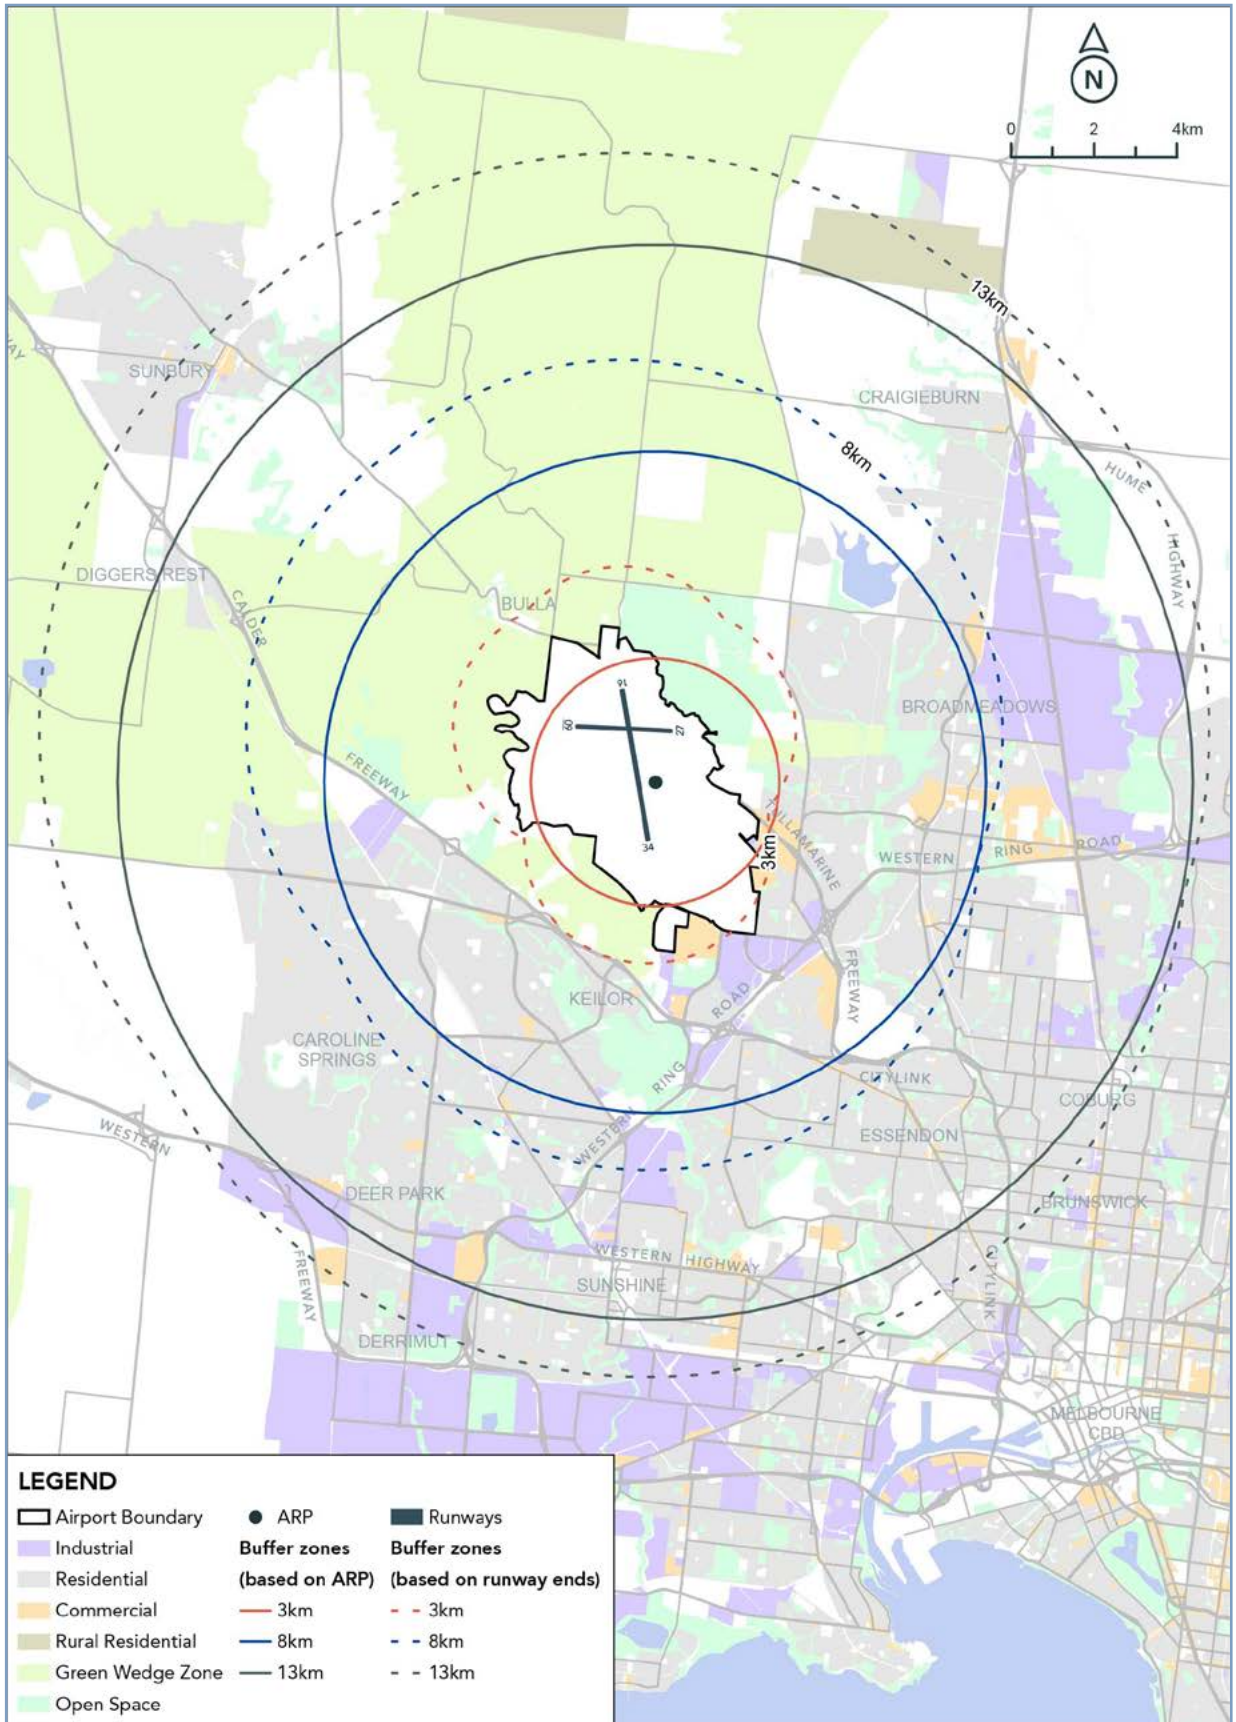 N
0 2 4km
13km
SUNBURY
CRAIGIEBURN
8km
HUME
HIGHWAY
DIGGERS REST
CALDER
BULLA
16
09
27
BROADMEADOWS
FREEWAY
34
3km
TULLAMARINE
WESTERN RING ROAD
FREEWAY
KEILOR
ROAD
CAROLINE
SPRINGS
RING
CITYLINK
COBURG
WESTERN
WESTERN
ESSENDON
DEER PARK
BRUNSWICK
WESTERN HIGHWAY
FREEWAY
SUNSHINE
CITYLINK
DERRIMUT
MELBOURNE
CBD
LEGEND
Airport Boundary
Industrial
Residential
Commercial
Rural Residential
Green Wedge Zone
Open Space
ARP
Buffer zones
(based on ARP)
3km
8km
13km
Runways
Buffer zones
(based on runway ends)
3km
8km
13km